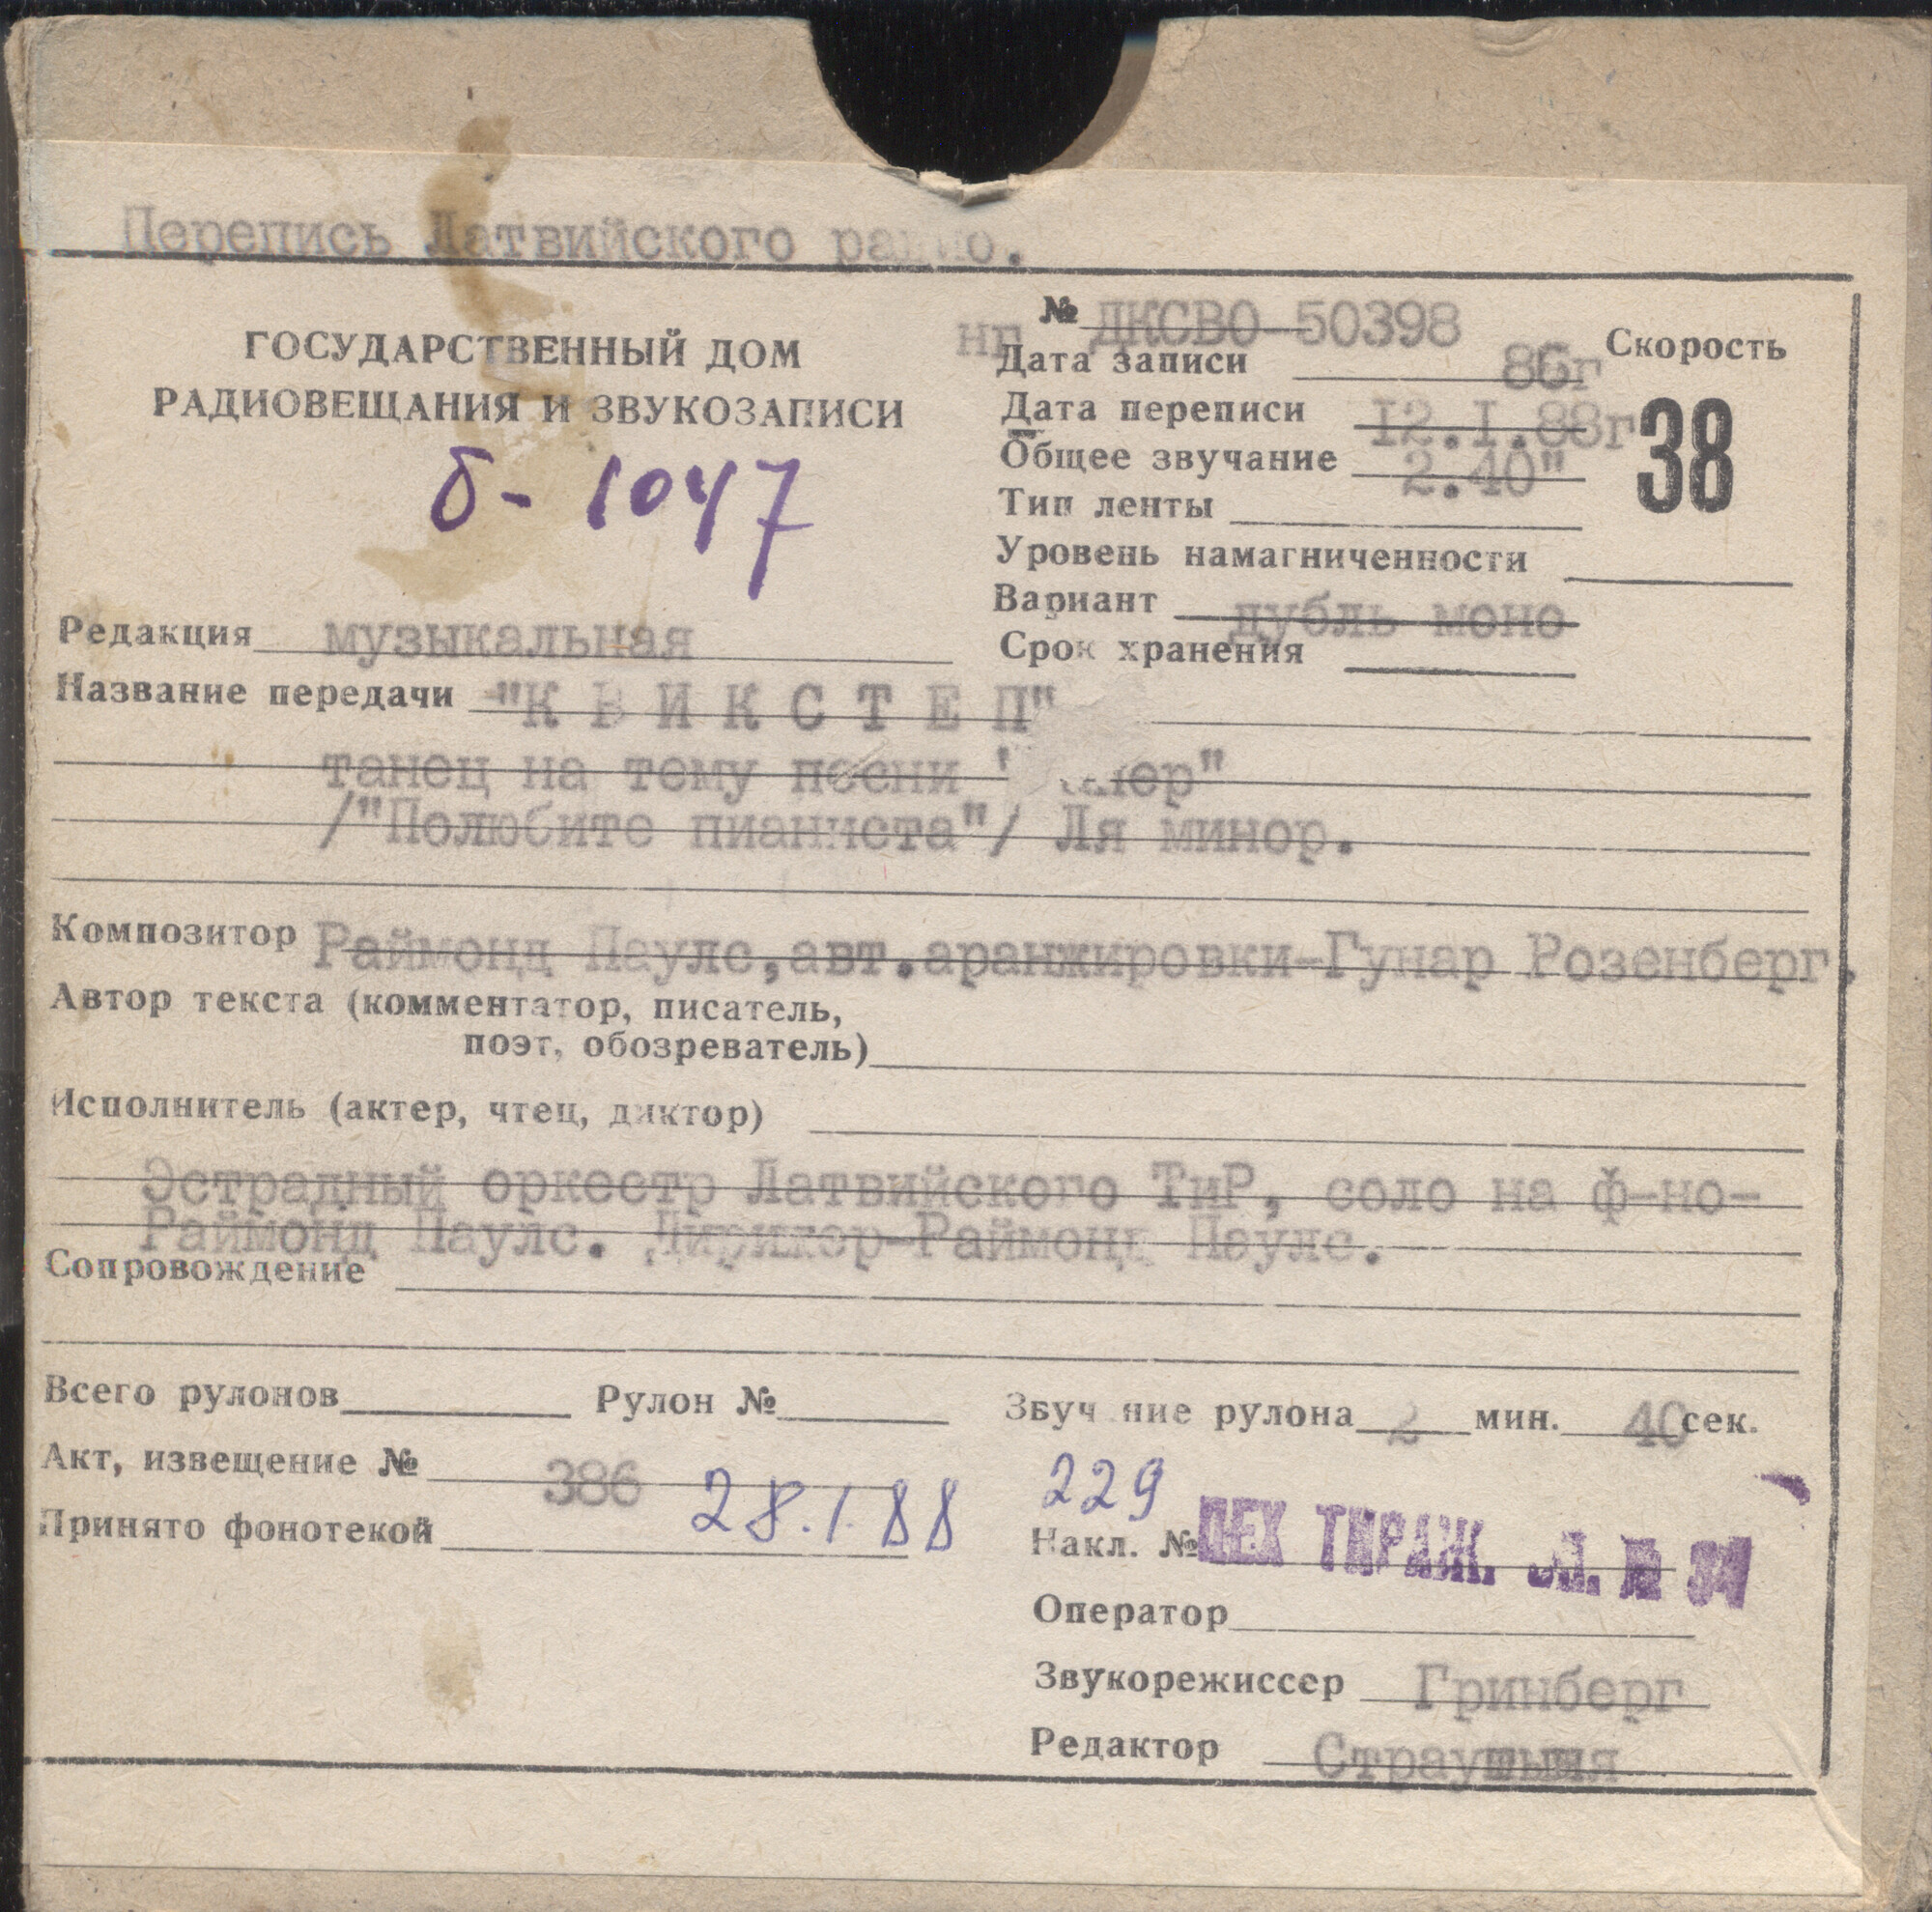 Перепись Латвийского радио.
ГОСУДАРСТВЕННЫЙ ДОМ
РАДИОВЕЩАНИЯ И ЗВУКОЗАПИСИ
б- 1047
№ ДКСВО-50398
Дата записи 86г
Скорость
38
Дата переписи 12.I.88г
Общее звучание 2.40"
Тип ленты
Уровень намагниченности
Вариант дубль моно
Срок хранения
Редакция музыкальная
Название передачи "К В И К С Т Е П"
танец на тему песни
/"Полюбите пианиста"/ Ля минор.
Композитор Раймонд Паулс,авт.аранжировки-Гунар Розенберг.
Автор текста (комментатор, писатель,
поэт, обозреватель)
Исполнитель (актер, чтец, диктор)
Эстрадный оркестр Латвийского ТиР, соло на ф-но-
Раймонд Паулс. Дирижер-Раймонд Паулс.
Сопровождение
Всего рулонов Рулон № Звучание рулона 2 мин. 40 сек.
Акт, извещение № 386
229
Принято фонотекой 28.1.88
Накл. № ЦЕХ ТИРАЖ.
Оператор
Звукорежиссер Гринберг
Редактор